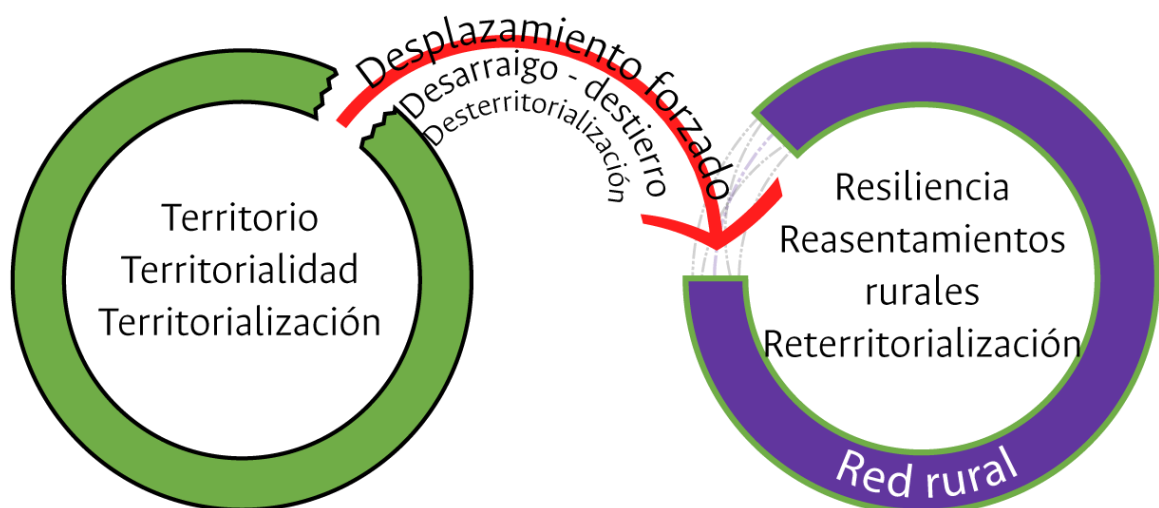 Territorio
Territorialidad
Territorialización
Desplazamiento forzado
Desarraigo - destierro
Desterritorialización
Resiliencia
Reasentamientos
rurales
Reterritorialización
Red rural